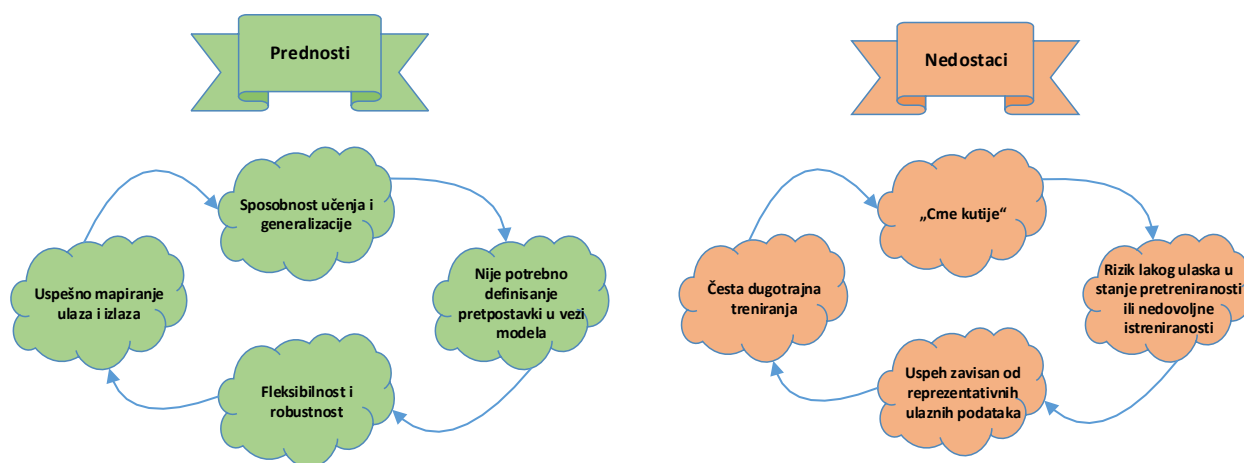 Prednosti
Sposobnost učenja i
generalizacije
Uspešno mapiranje
ulaza i izlaza
Nije potrebno
definisanje
pretpostavki u vezi
modela
Fleksibilnost i
robustnost
Nedostaci
„Crne kutije“
Česta dugotrajna
treniranja
Rizik lakog ulaska u
stanje pretreniranosti
ili nedovoljne
istreniranosti
Uspeh zavisan od
reprezentativnih
ulaznih podataka